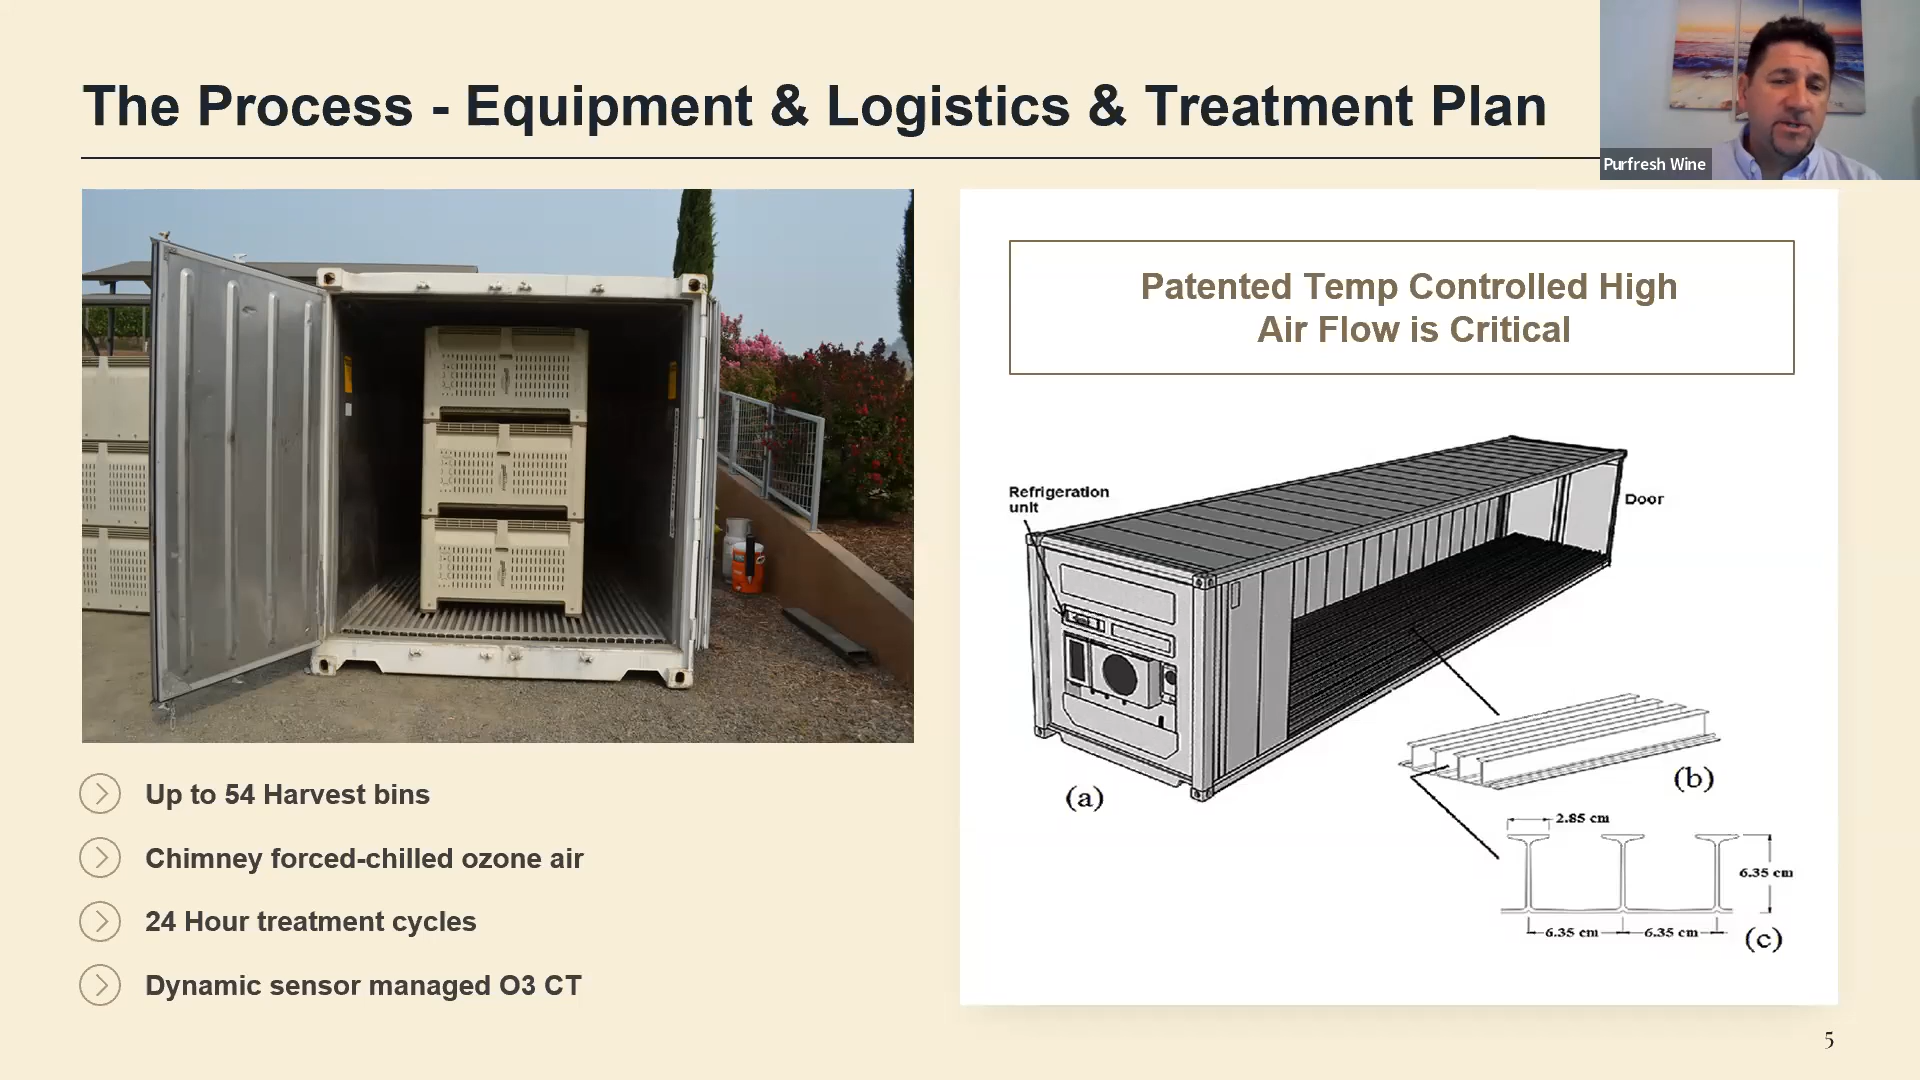 The Process - Equipment & Logistics & Treatment Plan
Purfresh Wine
Patented Temp Controlled High
Air Flow is Critical
Refrigeration
unit
Door
(a)
(b)
2.85 cm
6.35 cm
6.35 cm
6.35 cm
(c)
Up to 54 Harvest bins
Chimney forced-chilled ozone air
24 Hour treatment cycles
Dynamic sensor managed O3 CT
5